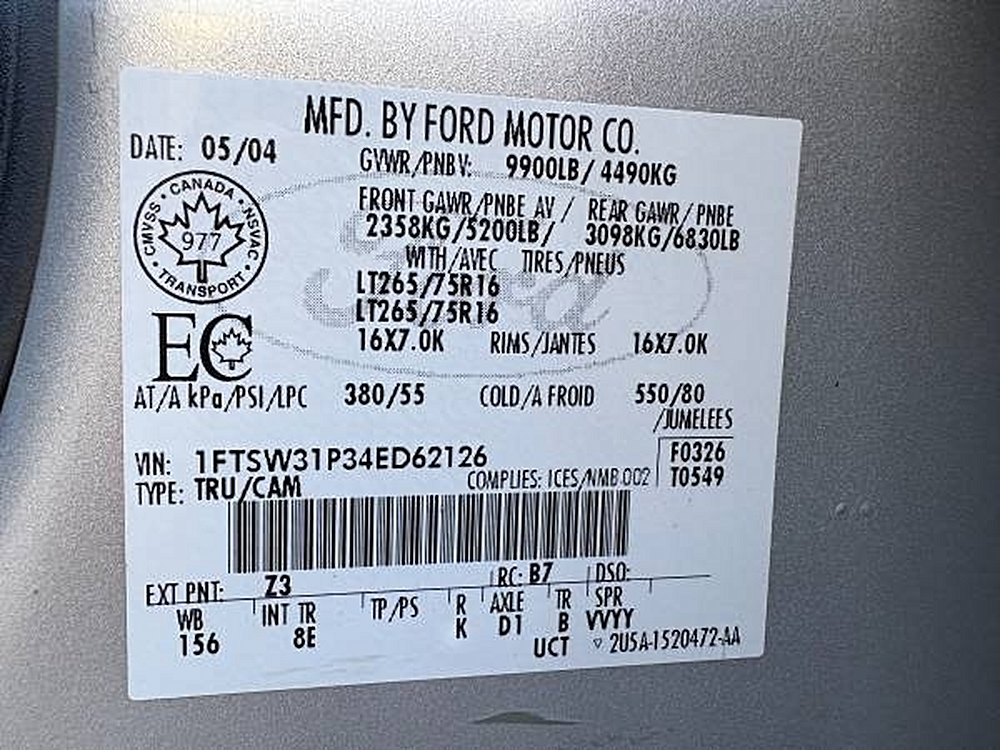 MFD. BY FORD MOTOR CO.
DATE: 05/04
GVWR/PNBV: 9900LB/ 4490KG
CANADA
CMVSS • NSVAC
977
TRANSPORT
FRONT GAWR/PNBE AV / REAR GAWR/PNBE
2358KG/5200LB/ 3098KG/6830LB
WITH/AVEC TIRES/PNEUS
LT265/75R16
LT265/75R16
16X7.0K RIMS/JANTES 16X7.0K
Ford
EC
AT/A kPa/PSI/LPC 380/55 COLD/A FROID 550/80
/JUMELEES
VIN: 1FTSW31P34ED62126
F0326
TYPE: TRU/CAM
COMPLIES: ICES/NMB 002
T0549
EXT PNT: Z3 RC: B7 DSO:
WB INT TR TP/PS R AXLE TR SPR
156 8E K D1 B VVYY
UCT 2U5A-1520472-AA